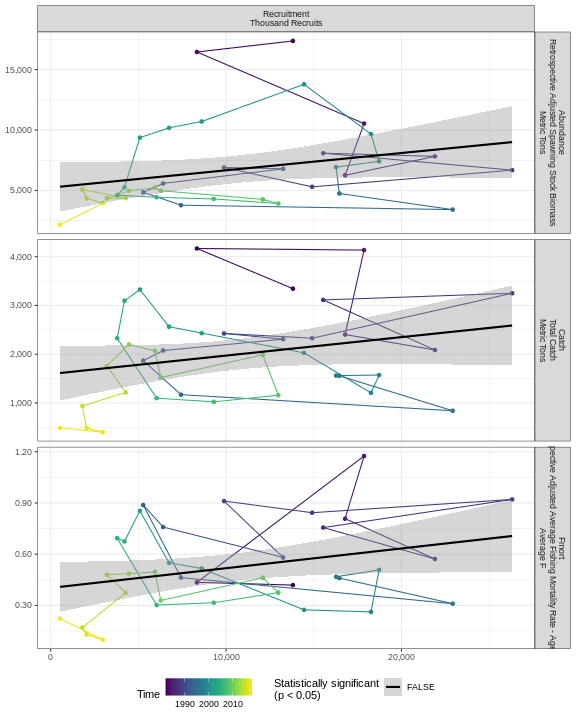 Recruitment
Thousand Recruits
15,000
10,000
5,000
Abundance
Retrospective Adjusted Spawning Stock Biomass
Metric Tons
4,000
3,000
2,000
1,000
Catch
Total Catch
Metric Tons
1.20
0.90
0.60
0.30
Fmort
pective Adjusted Average Fishing Mortality Rate - Age
Average F
0
10,000
20,000
Time
1990 2000 2010
Statistically significant
(p < 0.05)
FALSE